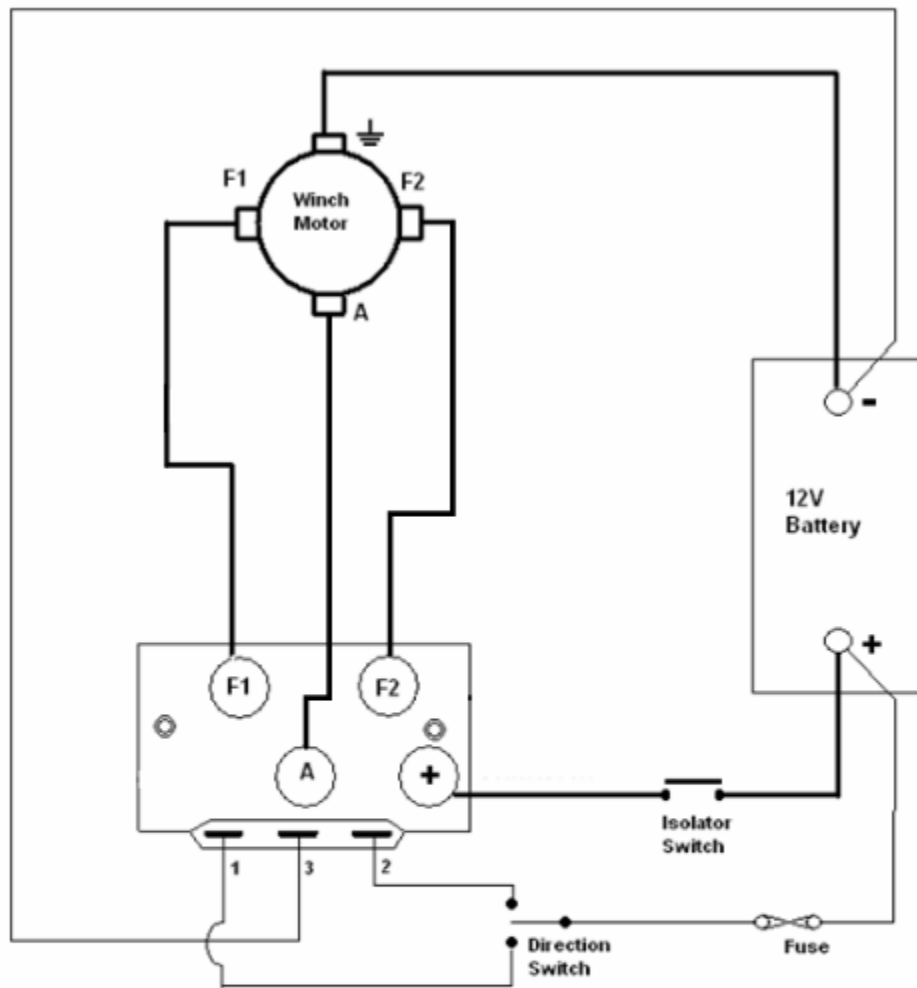 F1
F2
Winch
Motor
A
-
12V
Battery
+
F1
F2
A
+
Isolator
Switch
1
3
2
Direction
Switch
Fuse